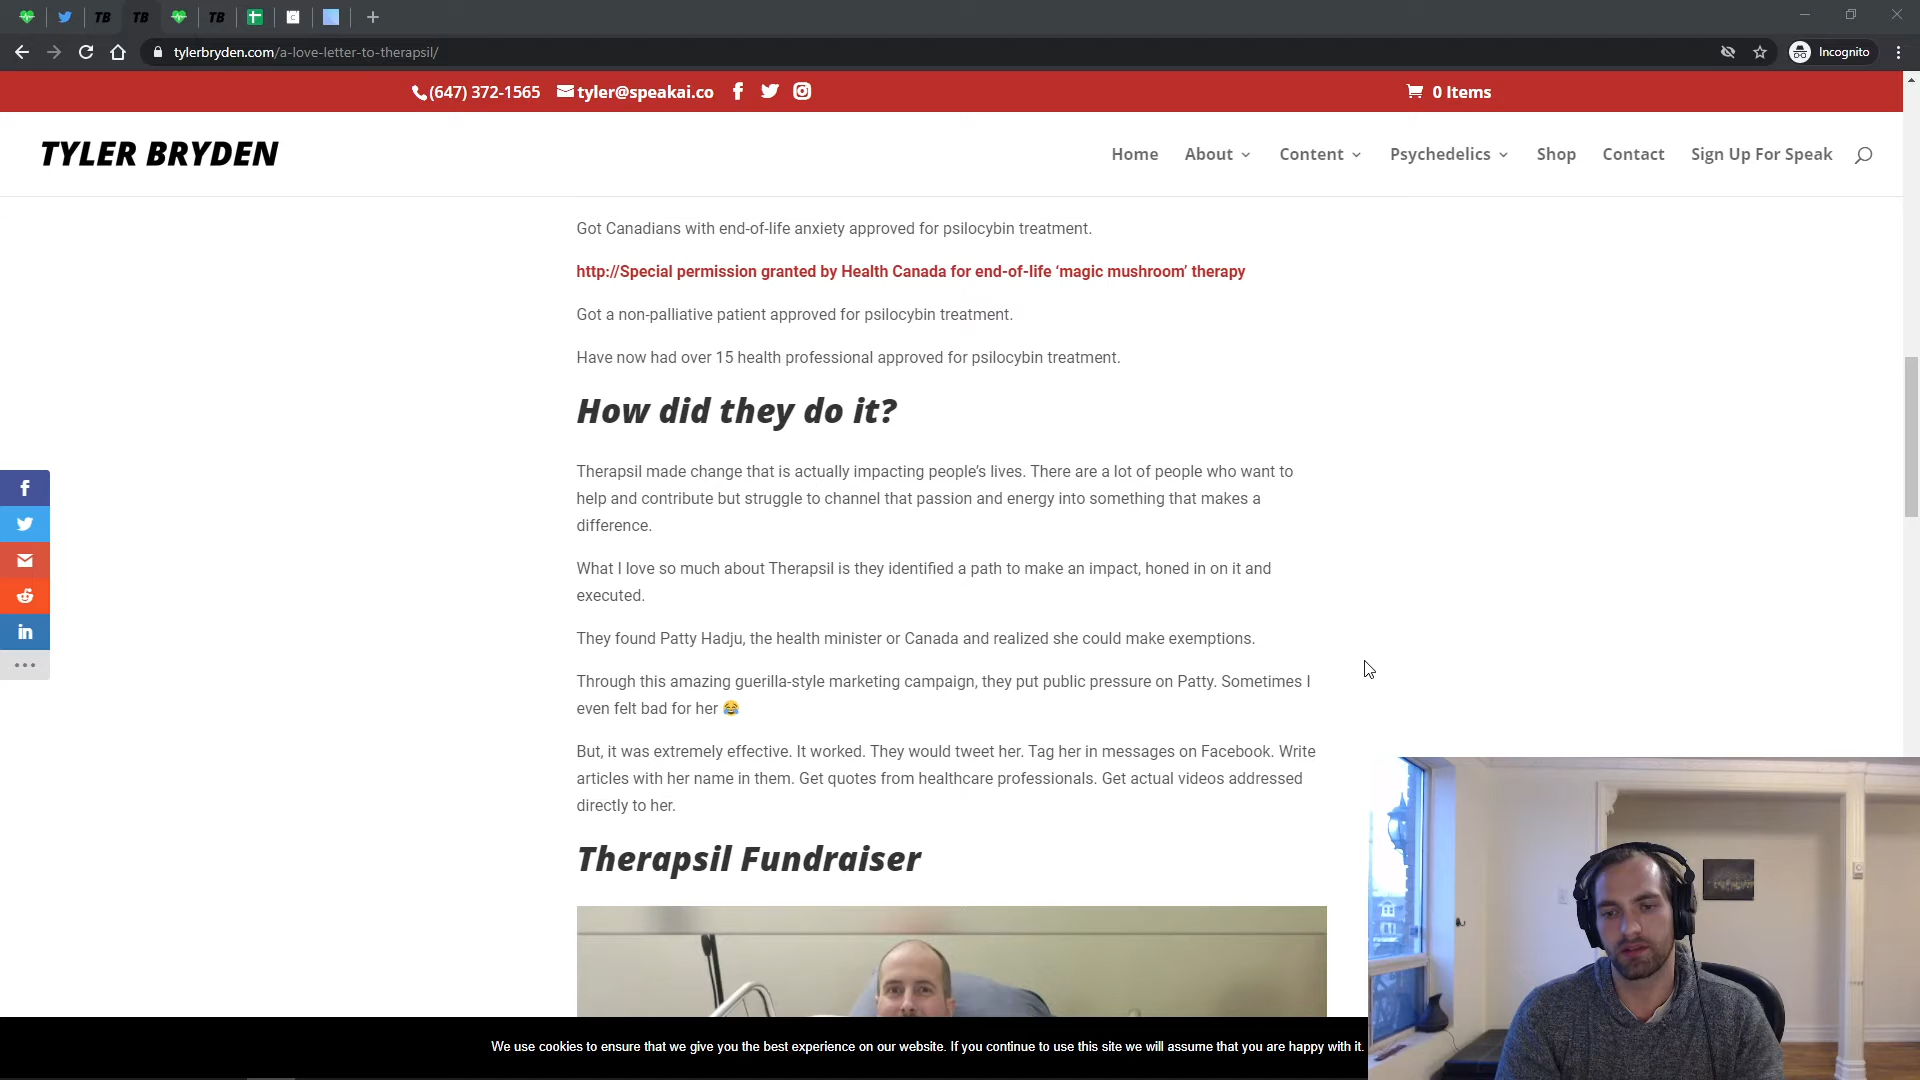 TB
TB
TB
tylerbryden.com/a-love-letter-to-therapsil/
Incognito
(647) 372-1565
tyler@speakai.co
0 Items
TYLER BRYDEN
Home
About
Content
Psychedelics
Shop
Contact
Sign Up For Speak
Got Canadians with end-of-life anxiety approved for psilocybin treatment.
http://Special permission granted by Health Canada for end-of-life ‘magic mushroom’ therapy
Got a non-palliative patient approved for psilocybin treatment.
Have now had over 15 health professional approved for psilocybin treatment.
How did they do it?
Therapsil made change that is actually impacting people’s lives. There are a lot of people who want to
help and contribute but struggle to channel that passion and energy into something that makes a
difference.
What I love so much about Therapsil is they identified a path to make an impact, honed in on it and
executed.
They found Patty Hadju, the health minister or Canada and realized she could make exemptions.
Through this amazing guerilla-style marketing campaign, they put public pressure on Patty. Sometimes I
even felt bad for her 😂
But, it was extremely effective. It worked. They would tweet her. Tag her in messages on Facebook. Write
articles with her name in them. Get quotes from healthcare professionals. Get actual videos addressed
directly to her.
Therapsil Fundraiser
We use cookies to ensure that we give you the best experience on our website. If you continue to use this site we will assume that you are happy with it.